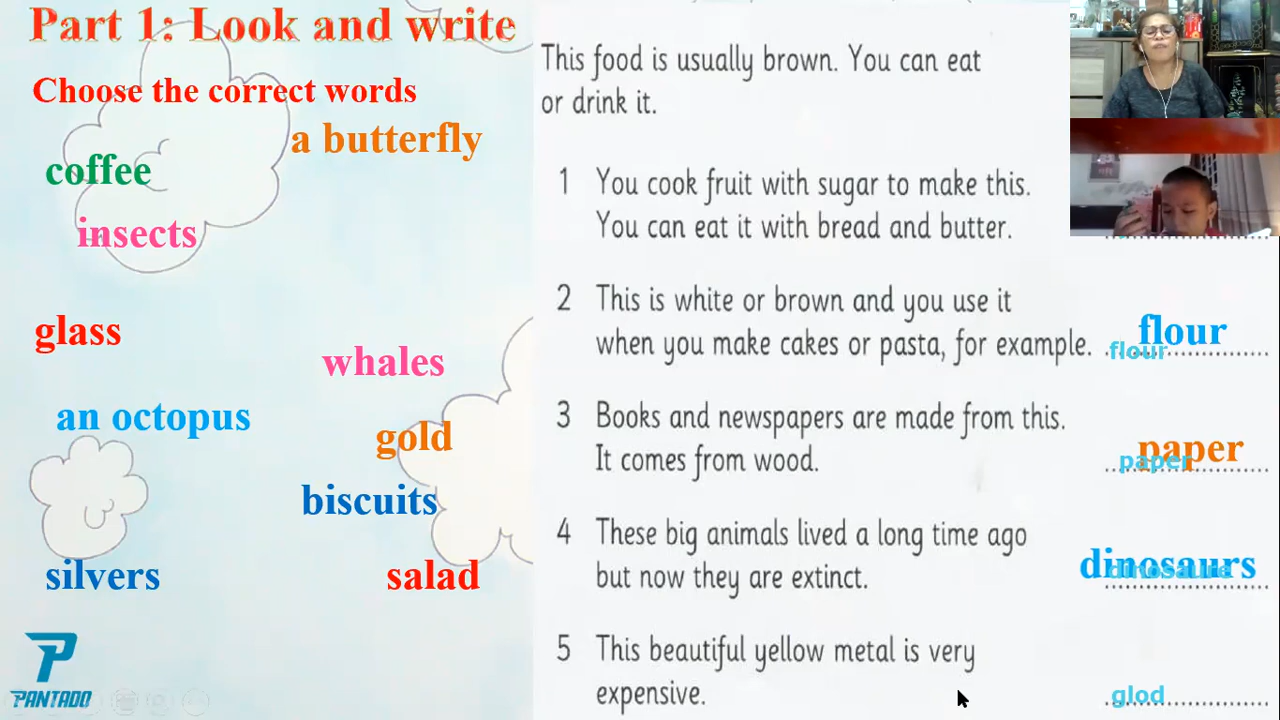 Part 1: Look and write
Choose the correct words
a butterfly
coffee
insects
glass
whales
an octopus
gold
biscuits
silvers
salad
PANTADO
This food is usually brown. You can eat
or drink it.
1 You cook fruit with sugar to make this.
You can eat it with bread and butter.
2 This is white or brown and you use it
when you make cakes or pasta, for example.
flour
flour
3 Books and newspapers are made from this.
It comes from wood.
paper
paper
4 These big animals lived a long time ago
but now they are extinct.
dinosaurs
5 This beautiful yellow metal is very
expensive.
glod